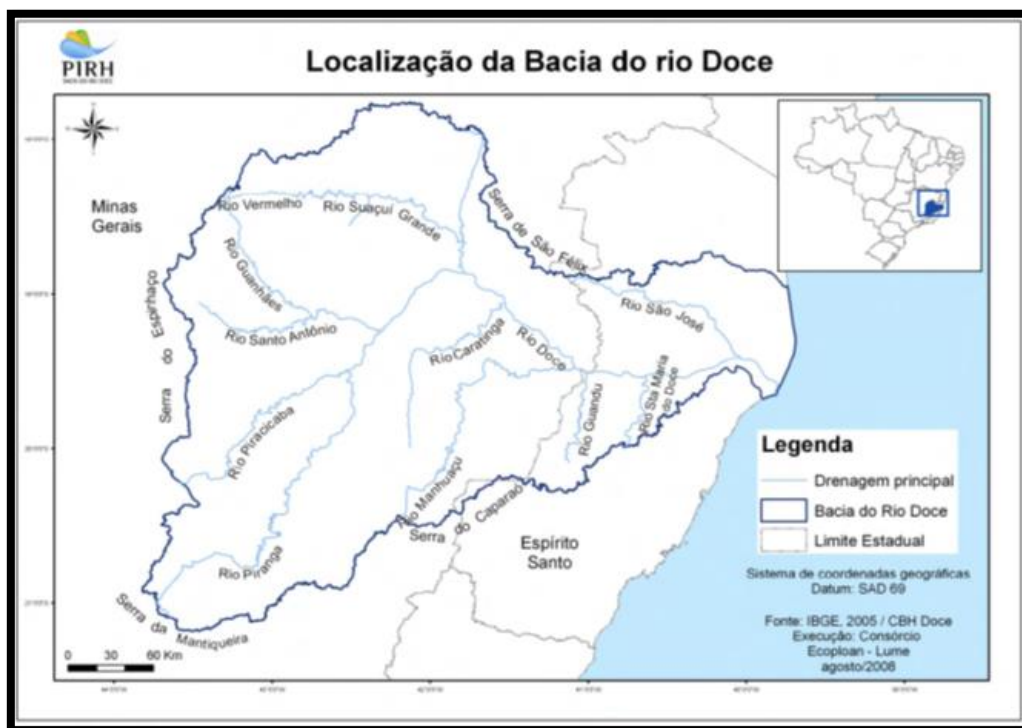 PIRH
Localização da Bacia do rio Doce
Minas
Gerais
Rio Vermelho
Rio Suaçuí Grande
Serra de São Félix
Rio Guanhães
Serra do Espinhaço
Rio Santo Antônio
Rio Caratinga
Rio Doce
Rio São José
Rio Guandu
Rio Sta Maria
do Doce
Rio Piracicaba
Rio Manhuaçu
Serra do Caparaó
Espírito
Santo
Rio Piranga
Serra da Mantiqueira
0 30 60 Km
Legenda
Drenagem principal
Bacia do Rio Doce
Limite Estadual
Sistema de coordenadas geográficas
Datum: SAD 69
Fonte: IBGE, 2005 / CBH Doce
Execução: Consórcio
Ecoploan - Lume
agosto/2008